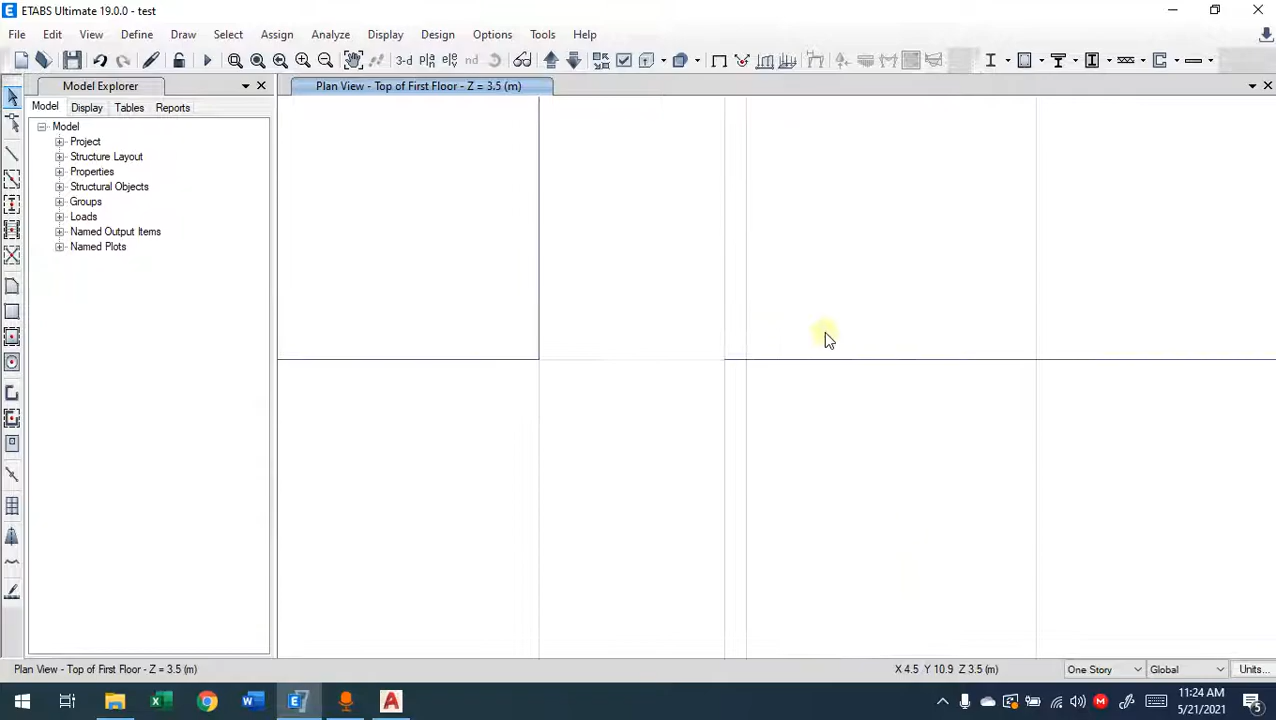 ETABS Ultimate 19.0.0 - test
File Edit View Define Draw Select Assign Analyze Display Design Options Tools Help
3-d
Model Explorer
Plan View - Top of First Floor - Z = 3.5 (m)
Model Display Tables Reports
Model
Project
Structure Layout
Properties
Structural Objects
Groups
Loads
Named Output Items
Named Plots
Plan View - Top of First Floor - Z = 3.5 (m)
X 4.5 Y 10.9 Z 3.5 (m)
One Story
Global
Units...
11:24 AM
5/21/2021
5